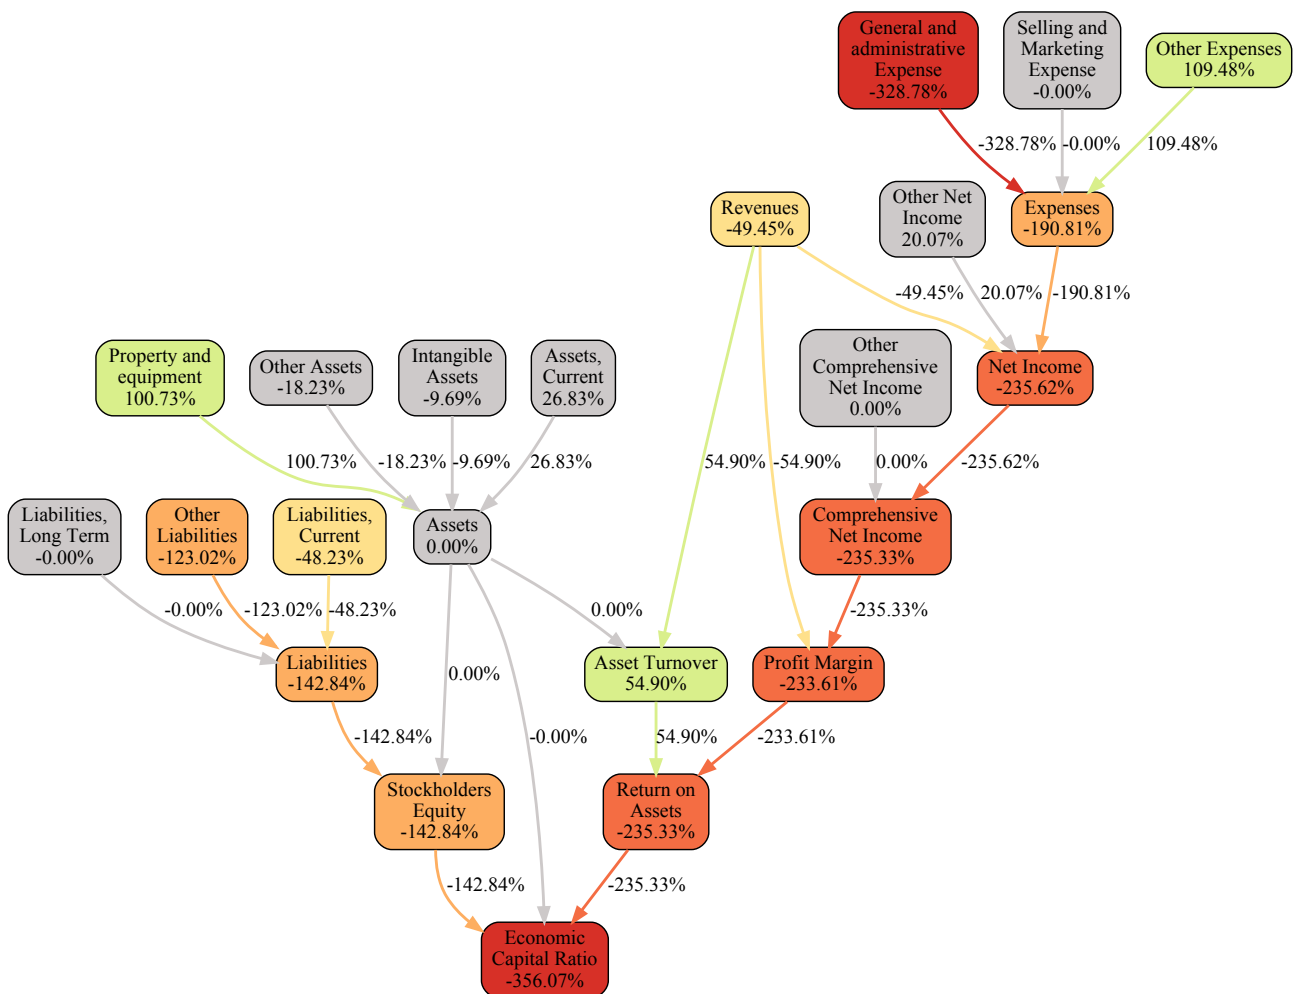 General and
administrative
Expense
-328.78%
Selling and
Marketing
Expense
-0.00%
Other Expenses
109.48%
-328.78%
-0.00%
109.48%
Revenues
-49.45%
Other Net
Income
20.07%
Expenses
-190.81%
-49.45%
20.07%
-190.81%
Property and
equipment
100.73%
Other Assets
-18.23%
Intangible
Assets
-9.69%
Assets,
Current
26.83%
Other
Comprehensive
Net Income
0.00%
Net Income
-235.62%
100.73%
-18.23%
-9.69%
26.83%
54.90%
-54.90%
0.00%
-235.62%
Liabilities,
Long Term
-0.00%
Other
Liabilities
-123.02%
Liabilities,
Current
-48.23%
Assets
0.00%
Comprehensive
Net Income
-235.33%
-0.00%
-123.02%
-48.23%
0.00%
-235.33%
Liabilities
-142.84%
0.00%
Asset Turnover
54.90%
Profit Margin
-233.61%
-142.84%
-0.00%
54.90%
-233.61%
Stockholders
Equity
-142.84%
Return on
Assets
-235.33%
-142.84%
-235.33%
Economic
Capital Ratio
-356.07%